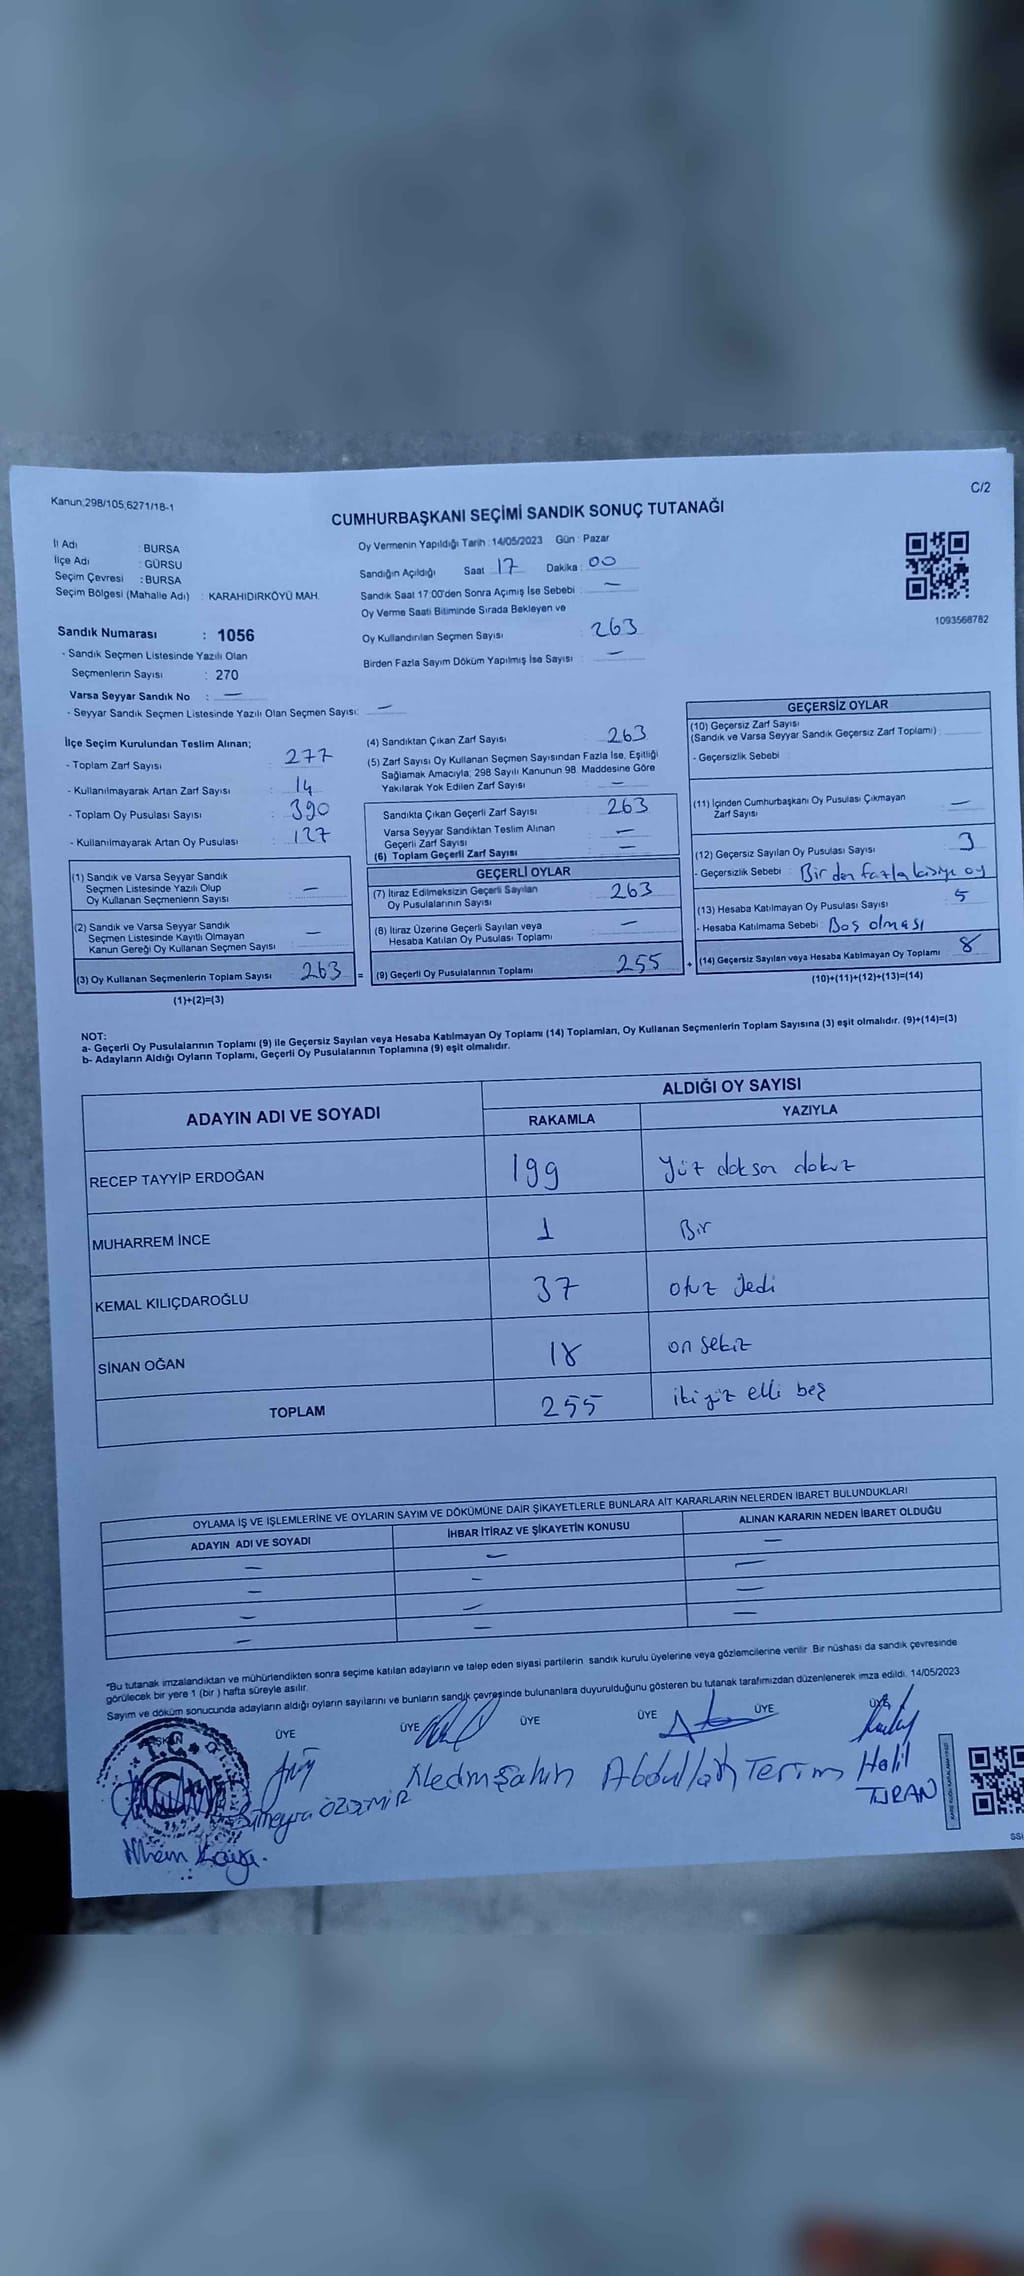 Kanun;298/105,6271/18-1
C/2
CUMHURBAŞKANI SEÇİMİ SANDIK SONUÇ TUTANAĞI
İl Adı : BURSA
İlçe Adı : GÜRSU
Seçim Çevresi : BURSA
Seçim Bölgesi (Mahalle Adı) : KARAHIDIRKÖYÜ MAH.
Sandık Numarası : 1056
- Sandık Seçmen Listesinde Yazılı Olan
Seçmenlerin Sayısı : 270
Varsa Seyyar Sandık No : —
- Seyyar Sandık Seçmen Listesinde Yazılı Olan Seçmen Sayısı: —
Oy Vermenin Yapıldığı Tarih : 14/05/2023 Gün : Pazar
Sandığın Açıldığı Saat 17 Dakika : 00
Sandık Saat 17:00'den Sonra Açımış İse Sebebi : —
Oy Verme Saati Bitiminde Sırada Bekleyen ve
Oy Kullandırılan Seçmen Sayısı : 263
Birden Fazla Sayım Döküm Yapılmış İse Sayısı : —
1093568782
İlçe Seçim Kurulundan Teslim Alınan;
- Toplam Zarf Sayısı : 277
- Kullanılmayarak Artan Zarf Sayısı : 14
- Toplam Oy Pusulası Sayısı : 390
- Kullanılmayarak Artan Oy Pusulası : 127
(1) Sandık ve Varsa Seyyar Sandık
Seçmen Listesinde Yazılı Olup
Oy Kullanan Seçmenlerin Sayısı : —
(2) Sandık ve Varsa Seyyar Sandık
Seçmen Listesinde Kayıtlı Olmayan
Kanun Gereği Oy Kullanan Seçmen Sayısı : —
(3) Oy Kullanan Seçmenlerin Toplam Sayısı 263 =
(1)+(2)=(3)
(4) Sandıktan Çıkan Zarf Sayısı : 263
(5) Zarf Sayısı Oy Kullanan Seçmen Sayısından Fazla İse, Eşitliği
Sağlamak Amacıyla; 298 Sayılı Kanunun 98. Maddesine Göre
Yakılarak Yok Edilen Zarf Sayısı : —
Sandıkta Çıkan Geçerli Zarf Sayısı : 263
Varsa Seyyar Sandıktan Teslim Alınan
Geçerli Zarf Sayısı : —
(6) Toplam Geçerli Zarf Sayısı : —
GEÇERLİ OYLAR
(7) İtiraz Edilmeksizin Geçerli Sayılan
Oy Pusulalarının Sayısı : 263
(8) İtiraz Üzerine Geçerli Sayılan veya
Hesaba Katılan Oy Pusulası Toplamı : —
(9) Geçerli Oy Pusulalarının Toplamı 255 +
GEÇERSİZ OYLAR
(10) Geçersiz Zarf Sayısı
(Sandık ve Varsa Seyyar Sandık Geçersiz Zarf Toplamı) :
- Geçersizlik Sebebi :
(11) İçinden Cumhurbaşkanı Oy Pusulası Çıkmayan
Zarf Sayısı : —
(12) Geçersiz Sayılan Oy Pusulası Sayısı : 3
- Geçersizlik Sebebi : Birden fazla kişiye oy
(13) Hesaba Katılmayan Oy Pusulası Sayısı : 5
- Hesaba Katılmama Sebebi : Boş olması
(14) Geçersiz Sayılan veya Hesaba Katılmayan Oy Toplamı 8
(10)+(11)+(12)+(13)=(14)
NOT:
a- Geçerli Oy Pusulalarının Toplamı (9) ile Geçersiz Sayılan veya Hesaba Katılmayan Oy Toplamı (14) Toplamları, Oy Kullanan Seçmenlerin Toplam Sayısına (3) eşit olmalıdır. (9)+(14)=(3)
b- Adayların Aldığı Oyların Toplamı, Geçerli Oy Pusulalarının Toplamına (9) eşit olmalıdır.
ADAYIN ADI VE SOYADI ALDIĞI OY SAYISI
RAKAMLA YAZIYLA
RECEP TAYYİP ERDOĞAN 199 Yüz doksan dokuz
MUHARREM İNCE 1 Bir
KEMAL KILIÇDAROĞLU 37 otuz yedi
SİNAN OĞAN 18 on sekiz
TOPLAM 255 iki yüz elli beş
OYLAMA İŞ VE İŞLEMLERİNE VE OYLARIN SAYIM VE DÖKÜMÜNE DAİR ŞİKAYETLERLE BUNLARA AİT KARARLARIN NELERDEN İBARET BULUNDUKLARI
ADAYIN ADI VE SOYADI İHBAR İTİRAZ VE ŞİKAYETİN KONUSU ALINAN KARARIN NEDEN İBARET OLDUĞU
— — —
— - —
— — —
— — —
"Bu tutanak imzalandıktan ve mühürlendikten sonra seçime katılan adayların ve talep eden siyasi partilerin sandık kurulu üyelerine veya gözlemcilerine verilir. Bir nüshası da sandık çevresinde
görülecek bir yere 1 (bir) hafta süreyle asılır.
Sayım ve döküm sonucunda adayların aldığı oyların sayılarını ve bunların sandık çevresinde bulunanlara duyurulduğunu gösteren bu tutanak tarafımızdan düzenlenerek imza edildi. 14/05/2023
ÜYE ÜYE ÜYE ÜYE ÜYE ÜYE
T.C.
Sümeyra ÖZDEMİR
Nedim Şahin
Abdullah Terim
Halil
TURAN
İlhan Kaya.